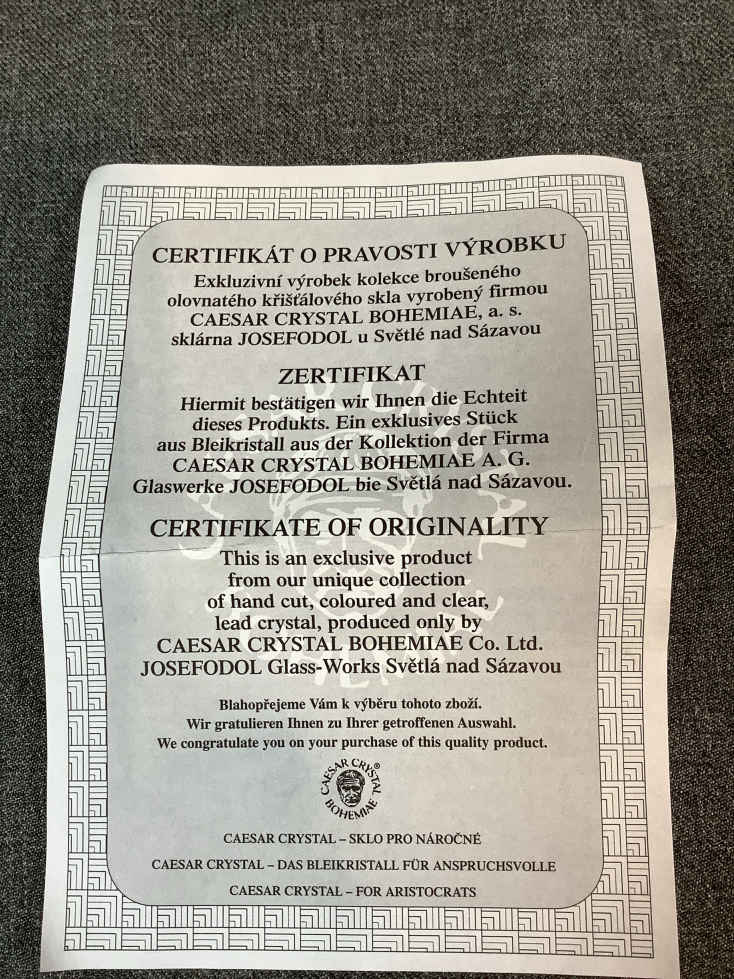 CERTIFIKÁT O PRAVOSTI VÝROBKU
Exkluzivní výrobek kolekce broušeného
olovnatého křišťálového skla vyrobený firmou
CAESAR CRYSTAL BOHEMIAE, a. s.
sklárna JOSEFODOL u Světlé nad Sázavou
ZERTIFIKAT
Hiermit bestätigen wir Ihnen die Echteit
dieses Produkts. Ein exklusives Stück
aus Bleikristall aus der Kollektion der Firma
CAESAR CRYSTAL BOHEMIAE A. G.
Glaswerke JOSEFODOL bie Světlá nad Sázavou.
CERTIFIKATE OF ORIGINALITY
This is an exclusive product
from our unique collection
of hand cut, coloured and clear,
lead crystal, produced only by
CAESAR CRYSTAL BOHEMIAE Co. Ltd.
JOSEFODOL Glass-Works Světlá nad Sázavou
Blahopřejeme Vám k výběru tohoto zboží.
Wir gratulieren Ihnen zu Ihrer getroffenen Auswahl.
We congratulate you on your purchase of this quality product.
CAESAR CRYSTAL®
BOHEMIAE
CAESAR CRYSTAL – SKLO PRO NÁROČNÉ
CAESAR CRYSTAL – DAS BLEIKRISTALL FÜR ANSPRUCHSVOLLE
CAESAR CRYSTAL – FOR ARISTOCRATS